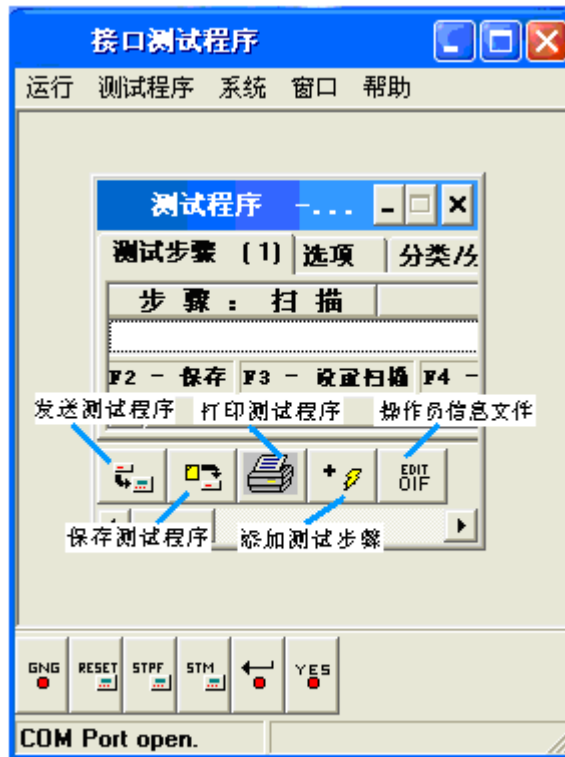 接口测试程序
运行 测试程序 系统 窗口 帮助
测试程序 -...
测试步骤 (1) 选项 分类/分
步 骤 : 扫 描
F2 - 保存 F3 - 设置扫描 F4 -
发送测试程序 打印测试程序 操作员信息文件
EDIT
OIF
保存测试程序 添加测试步骤
GNG RESET STPF STM YES
COM Port open.